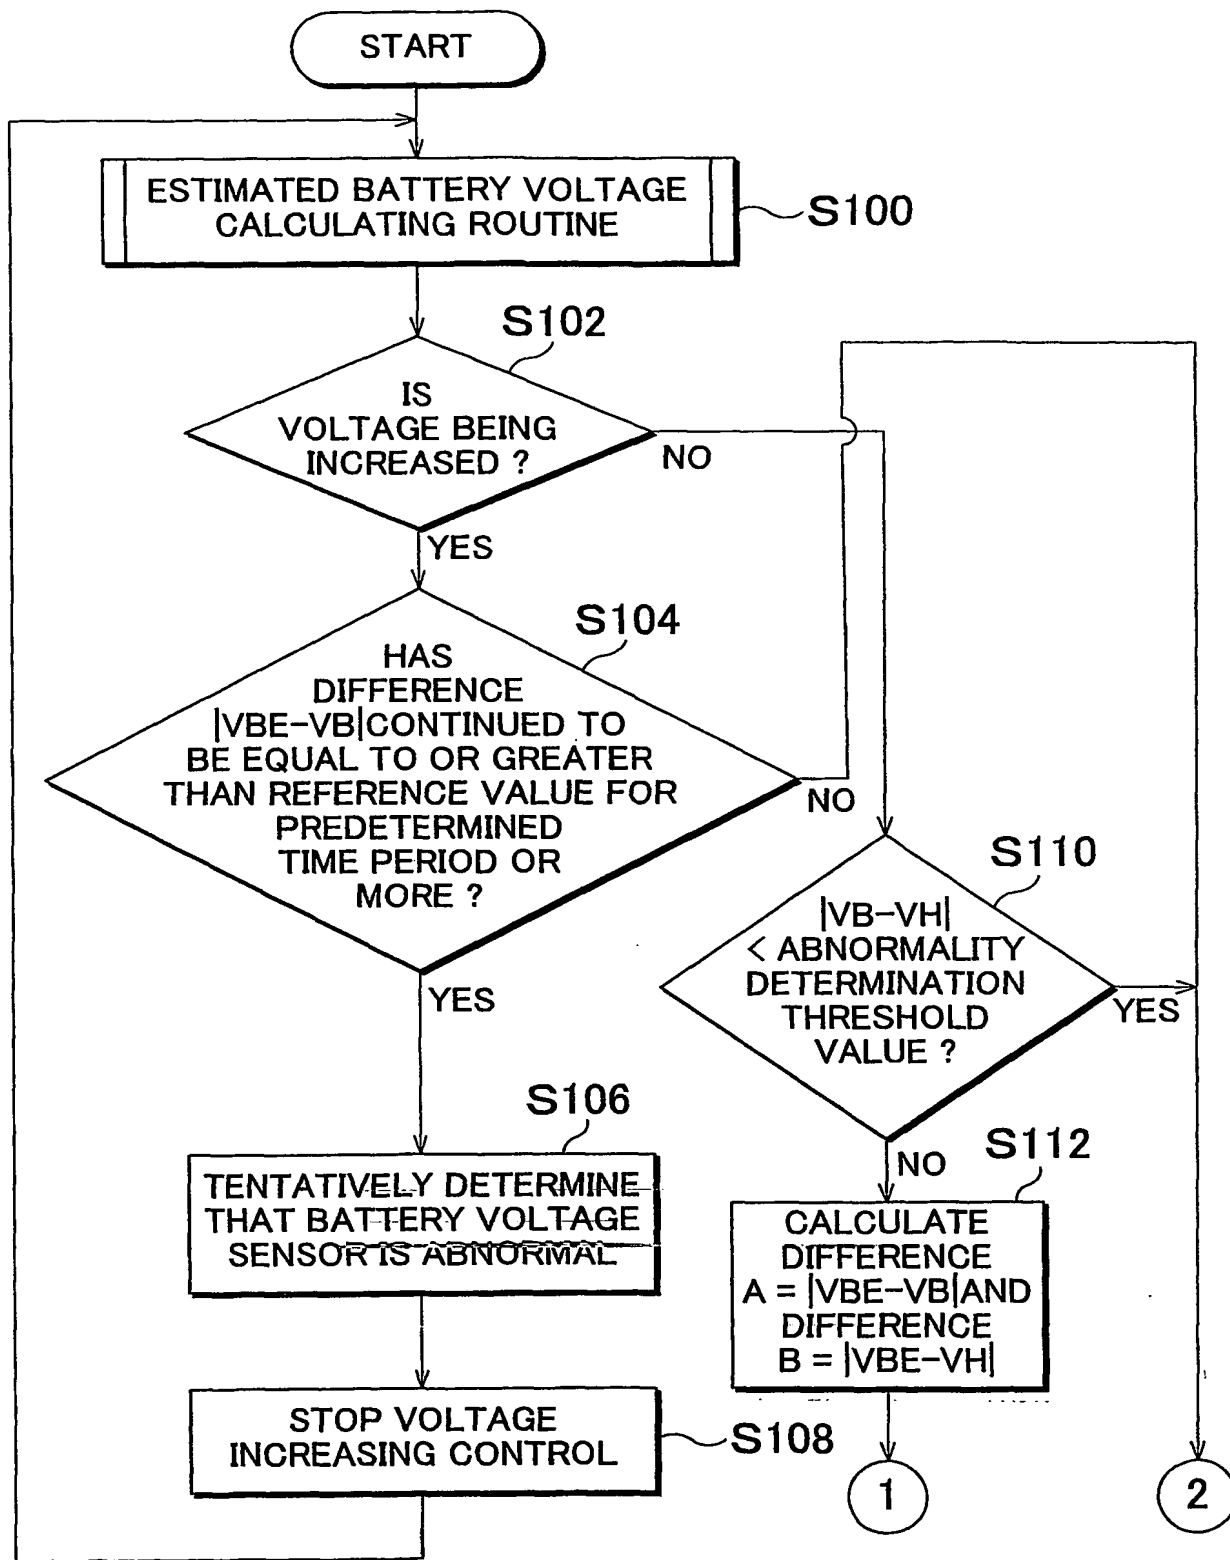 START
ESTIMATED BATTERY VOLTAGE
CALCULATING ROUTINE
S100
S102
IS
VOLTAGE BEING
INCREASED ?
NO
YES
S104
HAS
DIFFERENCE
|VBE-VB|CONTINUED TO
BE EQUAL TO OR GREATER
THAN REFERENCE VALUE FOR
PREDETERMINED
TIME PERIOD OR
MORE ?
NO
YES
S110
|VB-VH|
< ABNORMALITY
DETERMINATION
THRESHOLD
VALUE ?
YES
NO
S106
TENTATIVELY DETERMINE
THAT BATTERY VOLTAGE
SENSOR IS ABNORMAL
S112
CALCULATE
DIFFERENCE
A = |VBE-VB|AND
DIFFERENCE
B = |VBE-VH|
STOP VOLTAGE
INCREASING CONTROL
S108
1
2